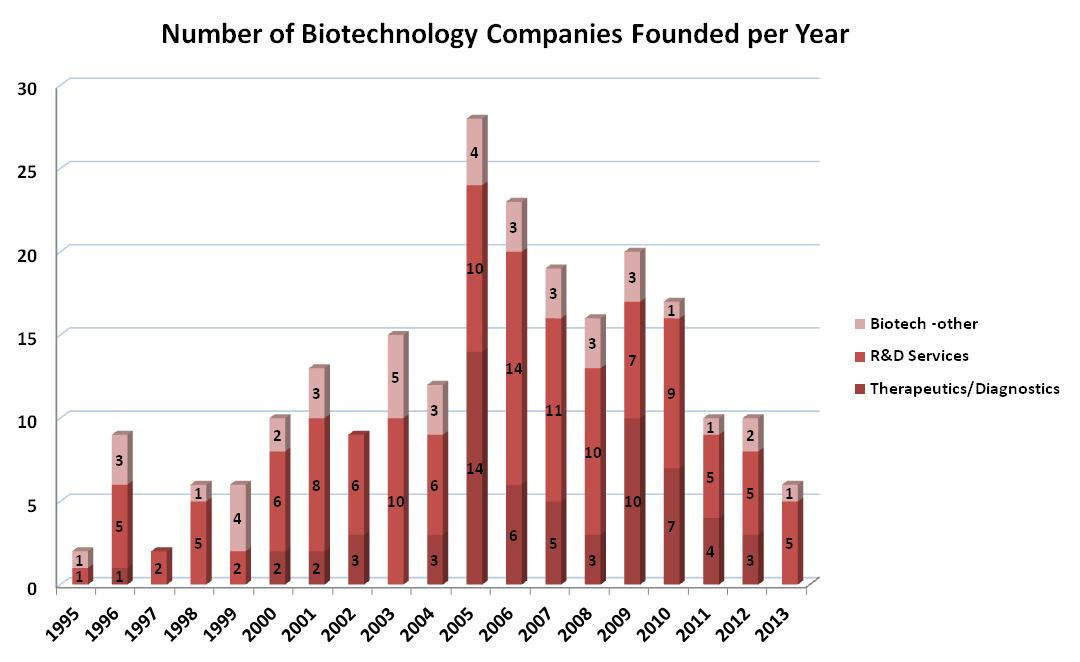 Number of Biotechnology Companies Founded per Year
30
25
20
15
10
5
0
1 1
1 5 3
2
5 1
2 4
2 6 2
2 8 3
3 6
10 5
3 6 3
14 10 4
6 14 3
5 11 3
3 10 3
10 7 3
7 9 1
4 5 1
3 5 2
5 1
1995 1996 1997 1998 1999 2000 2001 2002 2003 2004 2005 2006 2007 2008 2009 2010 2011 2012 2013
Biotech -other
R&D Services
Therapeutics/Diagnostics